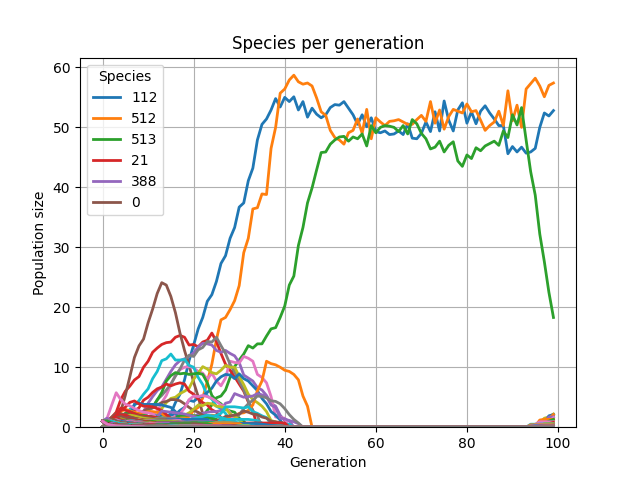 Species per generation
Species
112
512
513
21
388
0
Population size
60
50
40
30
20
10
0
0 20 40 60 80 100
Generation